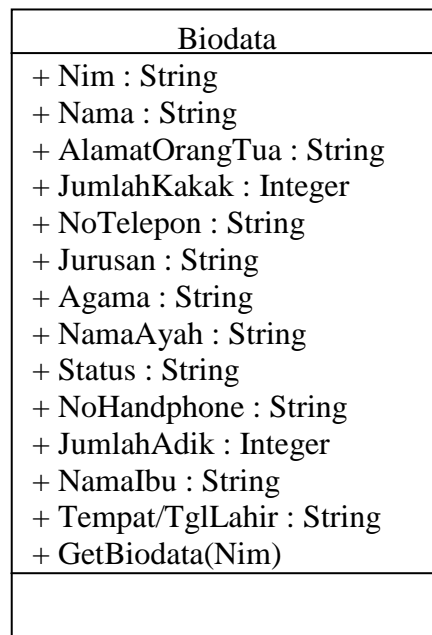 Biodata
+ Nim : String
+ Nama : String
+ AlamatOrangTua : String
+ JumlahKakak : Integer
+ NoTelepon : String
+ Jurusan : String
+ Agama : String
+ NamaAyah : String
+ Status : String
+ NoHandphone : String
+ JumlahAdik : Integer
+ NamaIbu : String
+ Tempat/TglLahir : String
+ GetBiodata(Nim)